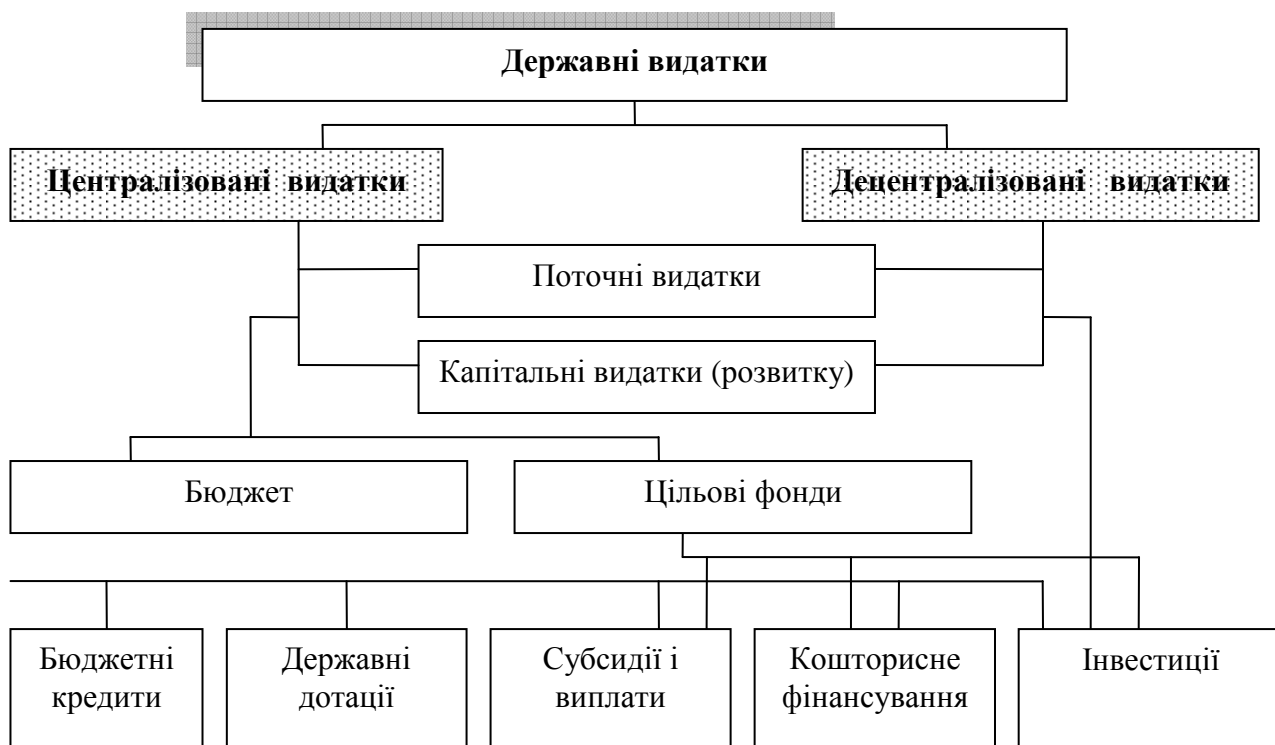 Державні видатки
Централізовані видатки
Децентралізовані видатки
Поточні видатки
Капітальні видатки (розвитку)
Бюджет
Цільові фонди
Бюджетні
кредити
Державні
дотації
Субсидії і
виплати
Кошторисне
фінансування
Інвестиції